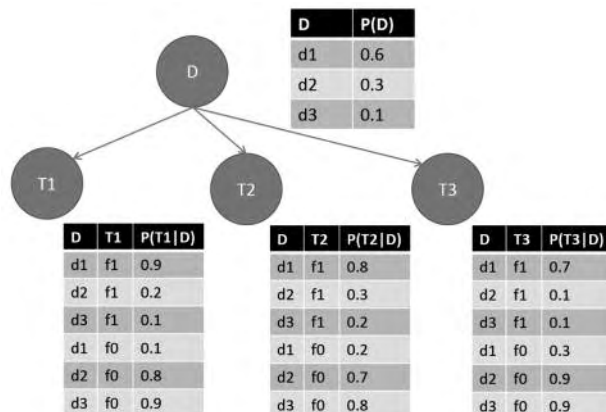 D P(D)
d1 0.6
d2 0.3
d3 0.1
D
T1
T2
T3
D T1 P(T1|D)
d1 f1 0.9
d2 f1 0.2
d3 f1 0.1
d1 f0 0.1
d2 f0 0.8
d3 f0 0.9
D T2 P(T2|D)
d1 f1 0.8
d2 f1 0.3
d3 f1 0.2
d1 f0 0.2
d2 f0 0.7
d3 f0 0.8
D T3 P(T3|D)
d1 f1 0.7
d2 f1 0.1
d3 f1 0.1
d1 f0 0.3
d2 f0 0.9
d3 f0 0.9